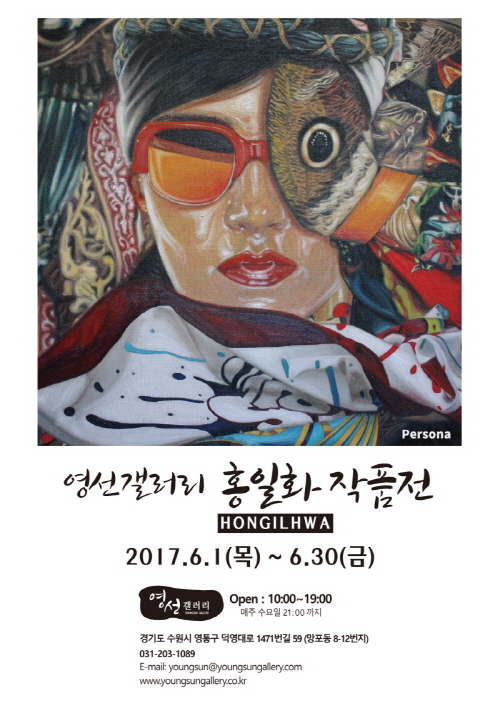 Persona
영선갤러리 홍일화 작품전
HONGILHWA
2017.6.1(목) ~ 6.30(금)
영선 갤러리
YOUNGSUN GALLERY
Open : 10:00~19:00
매주 수요일 21:00 까지
경기도 수원시 영통구 덕영대로 1471번길 59 (망포동 8-12번지)
031-203-1089
E-mail: youngsun@youngsungallery.com
www.youngsungallery.co.kr